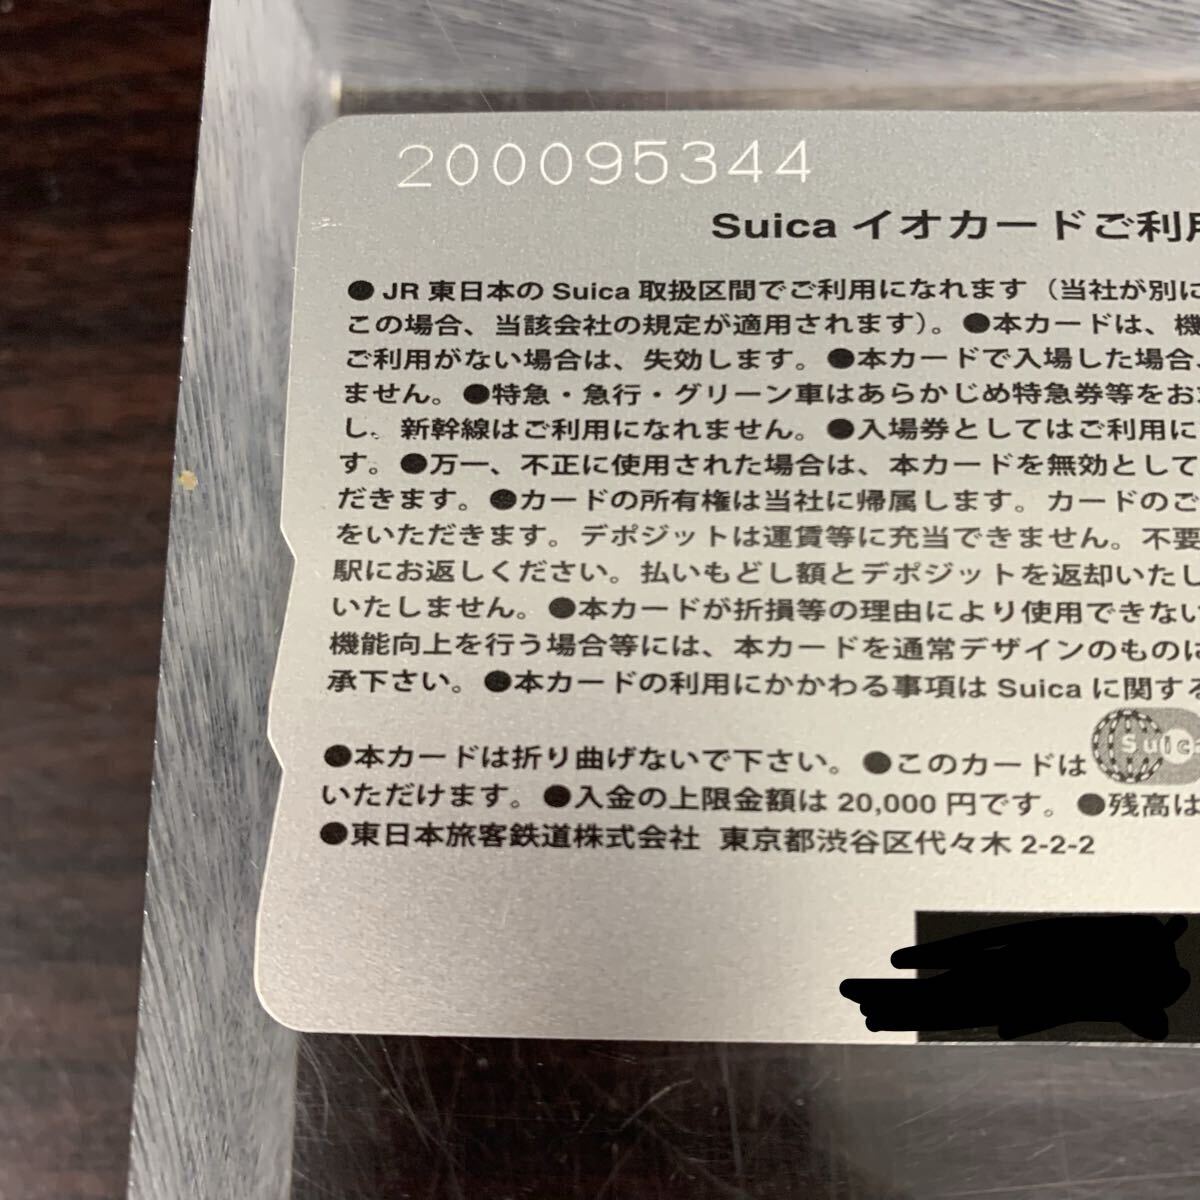 200095344
Suica イオカードご利用
●JR 東日本の Suica 取扱区間でご利用になれます（当社が別に
この場合、当該会社の規定が適用されます）。●本カードは、機
ご利用がない場合は、失効します。●本カードで入場した場合、
ません。●特急・急行・グリーン車はあらかじめ特急券等をお
し、新幹線はご利用になれません。●入場券としてはご利用に
す。●万一、不正に使用された場合は、本カードを無効として
だきます。●カードの所有権は当社に帰属します。カードのご
をいただきます。デポジットは運賃等に充当できません。不要
駅にお返しください。払いもどし額とデポジットを返却いたし
いたしません。●本カードが折損等の理由により使用できない
機能向上を行う場合等には、本カードを通常デザインのものに
承下さい。●本カードの利用にかかわる事項は Suica に関する
●本カードは折り曲げないで下さい。●このカードは Suica
いただけます。●入金の上限金額は 20,000 円です。●残高は
●東日本旅客鉄道株式会社 東京都渋谷区代々木 2-2-2